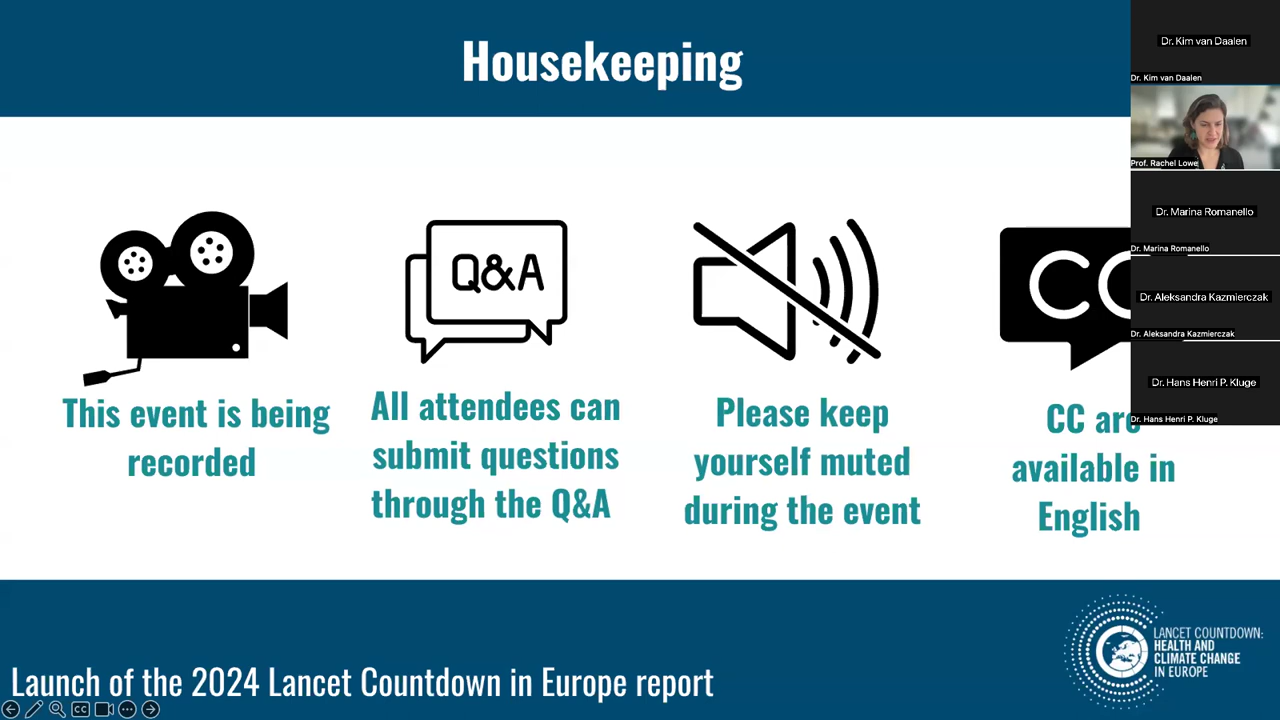 Housekeeping
Q&A
CC
This event is being
recorded
All attendees can
submit questions
through the Q&A
Please keep
yourself muted
during the event
CC are
available in
English
Launch of the 2024 Lancet Countdown in Europe report
LANCET COUNTDOWN:
HEALTH AND
CLIMATE CHANGE
IN EUROPE
CC
Dr. Kim van Daalen
Dr. Kim van Daalen
Prof. Rachel Lowe
Dr. Marina Romanello
Dr. Marina Romanello
Dr. Aleksandra Kazmierczak
Dr. Aleksandra Kazmierczak
Dr. Hans Henri P. Kluge
Dr. Hans Henri P. Kluge